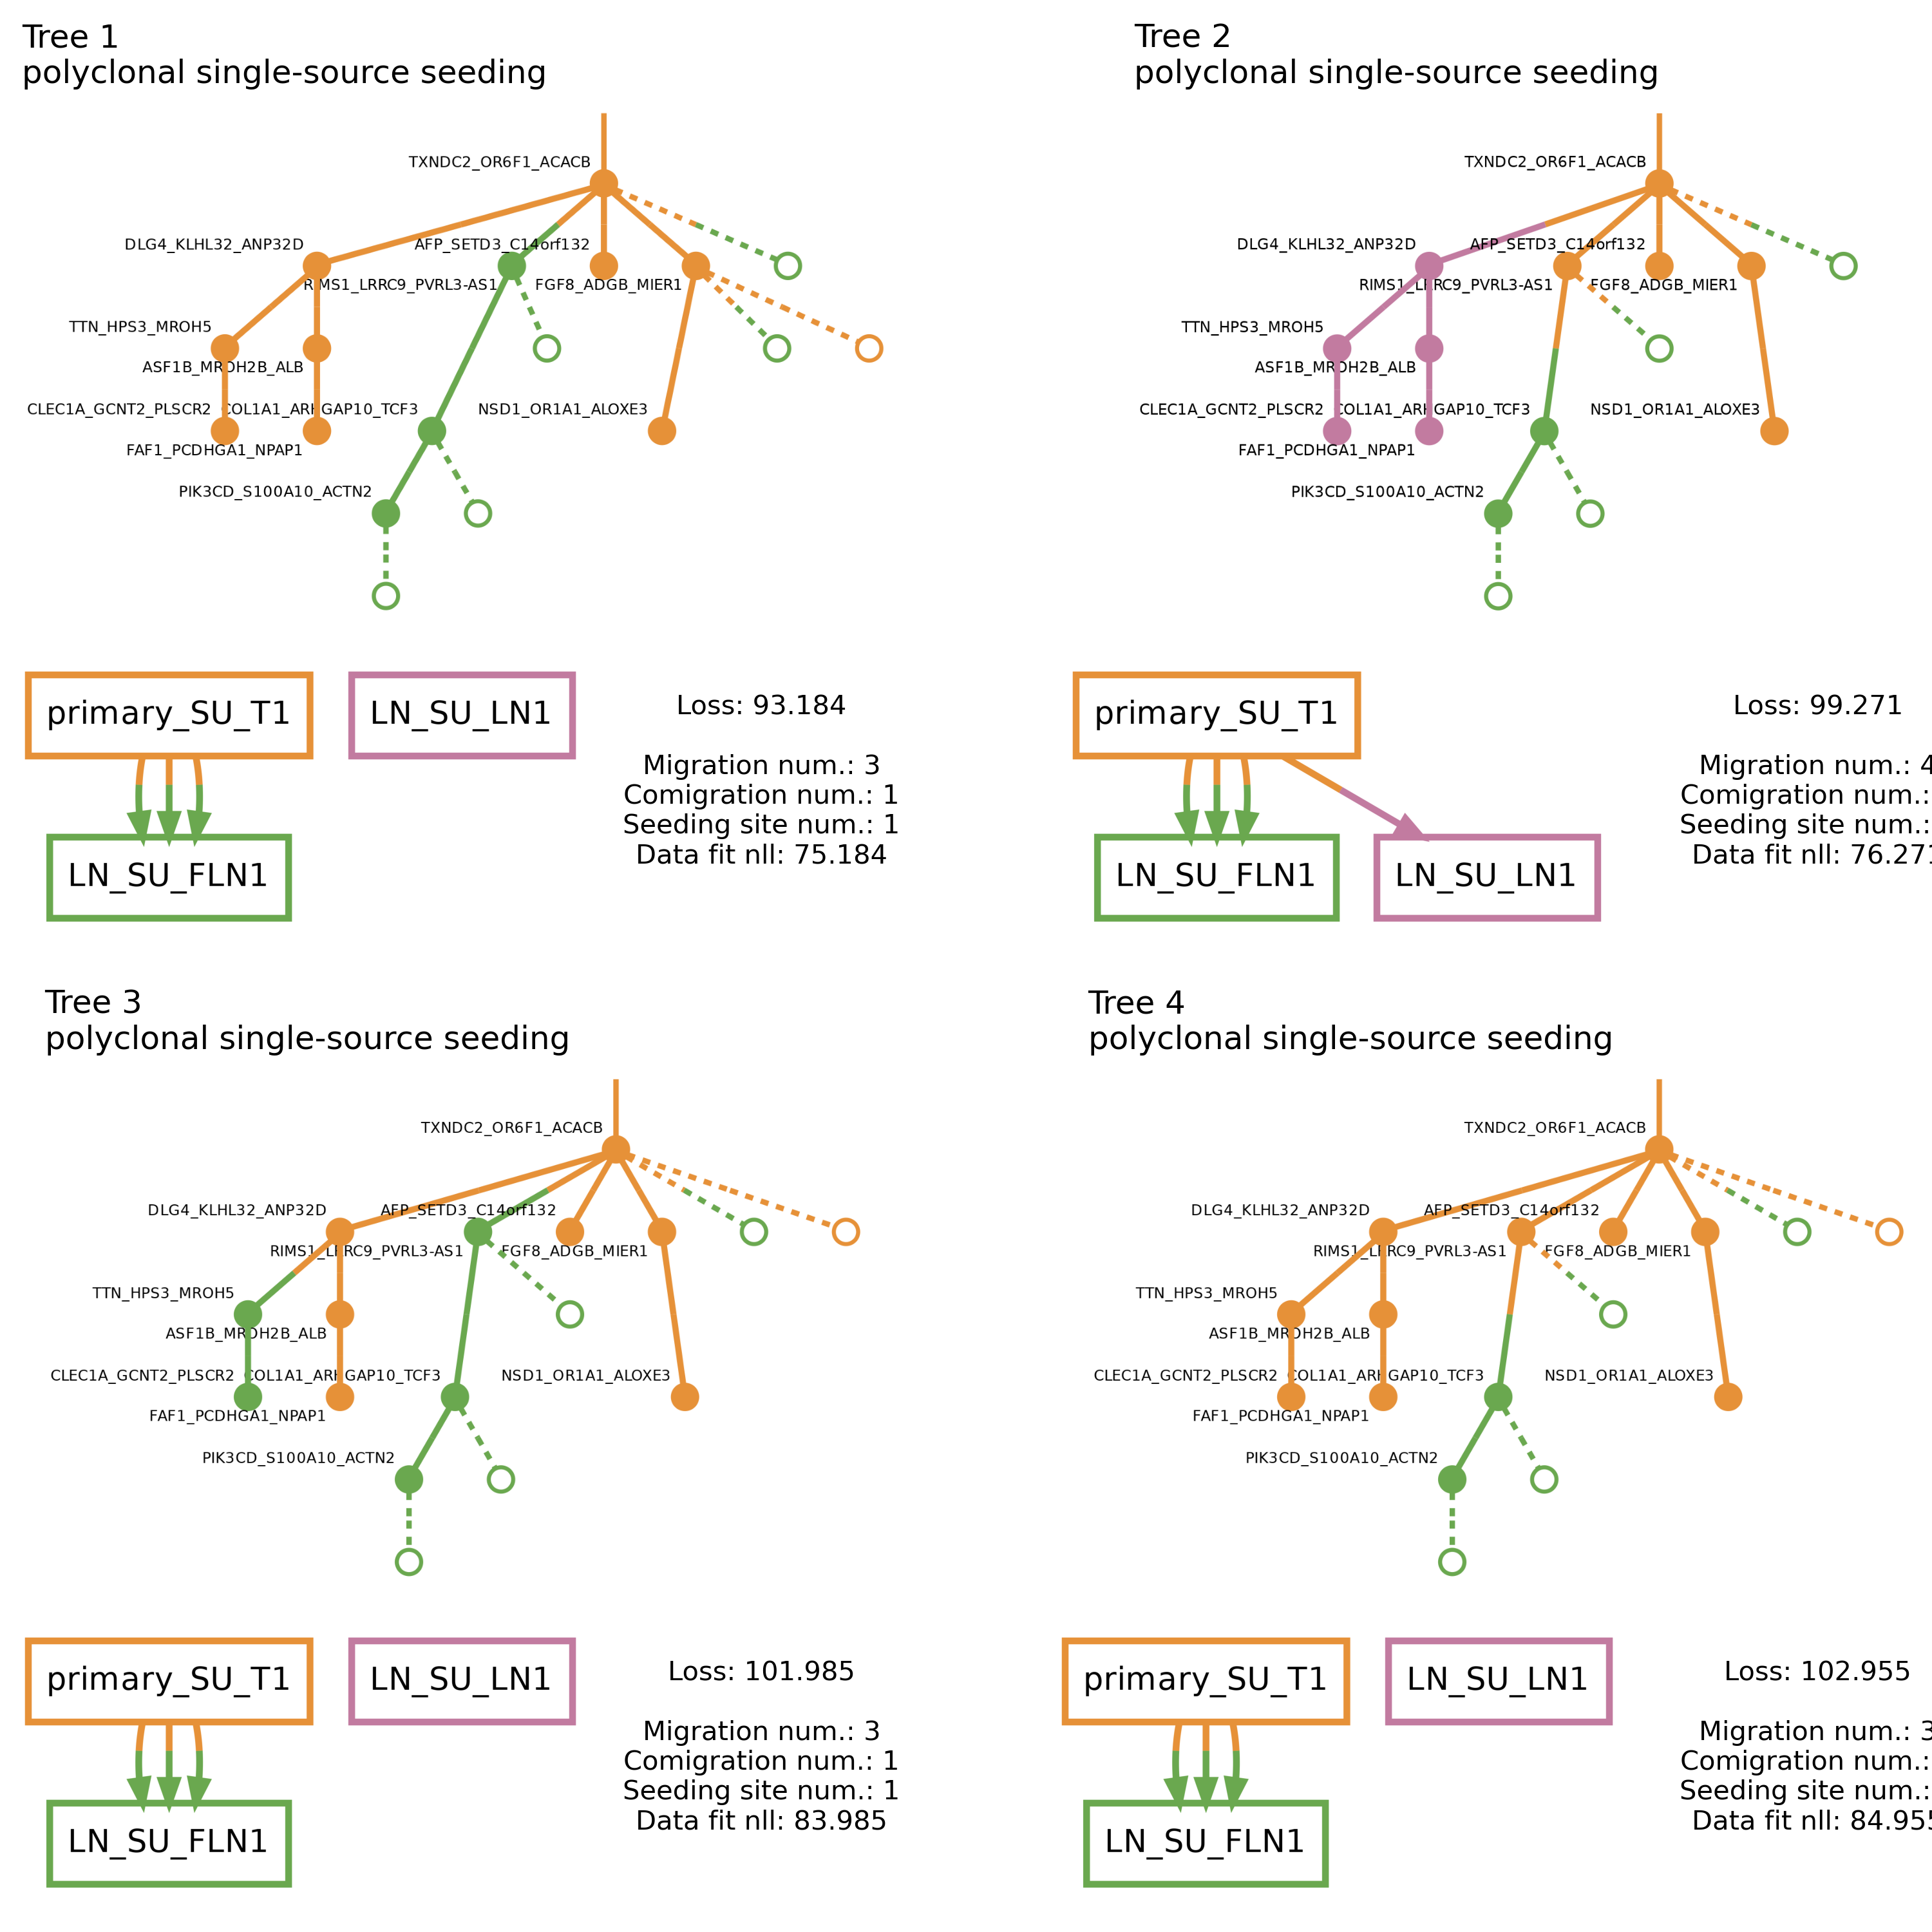 Tree 1
polyclonal single-source seeding
TXNDC2_OR6F1_ACACB
DLG4_KLHL32_ANP32D
AFP_SETD3_C14orf132
RIMS1_LRRC9_PVRL3-AS1
FGF8_ADGB_MIER1
TTN_HPS3_MROH5
ASF1B_MROH2B_ALB
CLEC1A_GCNT2_PLSCR2
COL1A1_ARHGAP10_TCF3
NSD1_OR1A1_ALOXE3
FAF1_PCDHGA1_NPAP1
PIK3CD_S100A10_ACTN2
primary_SU_T1
LN_SU_LN1
LN_SU_FLN1
Loss: 93.184
Migration num.: 3
Comigration num.: 1
Seeding site num.: 1
Data fit nll: 75.184
Tree 2
polyclonal single-source seeding
TXNDC2_OR6F1_ACACB
DLG4_KLHL32_ANP32D
AFP_SETD3_C14orf132
RIMS1_LRRC9_PVRL3-AS1
FGF8_ADGB_MIER1
TTN_HPS3_MROH5
ASF1B_MROH2B_ALB
CLEC1A_GCNT2_PLSCR2
COL1A1_ARHGAP10_TCF3
NSD1_OR1A1_ALOXE3
FAF1_PCDHGA1_NPAP1
PIK3CD_S100A10_ACTN2
primary_SU_T1
LN_SU_FLN1
LN_SU_LN1
Loss: 99.271
Migration num.: 4
Comigration num.:
Seeding site num.:
Data fit nll: 76.271
Tree 3
polyclonal single-source seeding
TXNDC2_OR6F1_ACACB
DLG4_KLHL32_ANP32D
AFP_SETD3_C14orf132
RIMS1_LRRC9_PVRL3-AS1
FGF8_ADGB_MIER1
TTN_HPS3_MROH5
ASF1B_MROH2B_ALB
CLEC1A_GCNT2_PLSCR2
COL1A1_ARHGAP10_TCF3
NSD1_OR1A1_ALOXE3
FAF1_PCDHGA1_NPAP1
PIK3CD_S100A10_ACTN2
primary_SU_T1
LN_SU_LN1
LN_SU_FLN1
Loss: 101.985
Migration num.: 3
Comigration num.: 1
Seeding site num.: 1
Data fit nll: 83.985
Tree 4
polyclonal single-source seeding
TXNDC2_OR6F1_ACACB
DLG4_KLHL32_ANP32D
AFP_SETD3_C14orf132
RIMS1_LRRC9_PVRL3-AS1
FGF8_ADGB_MIER1
TTN_HPS3_MROH5
ASF1B_MROH2B_ALB
CLEC1A_GCNT2_PLSCR2
COL1A1_ARHGAP10_TCF3
NSD1_OR1A1_ALOXE3
FAF1_PCDHGA1_NPAP1
PIK3CD_S100A10_ACTN2
primary_SU_T1
LN_SU_LN1
LN_SU_FLN1
Loss: 102.955
Migration num.: 3
Comigration num.:
Seeding site num.:
Data fit nll: 84.955